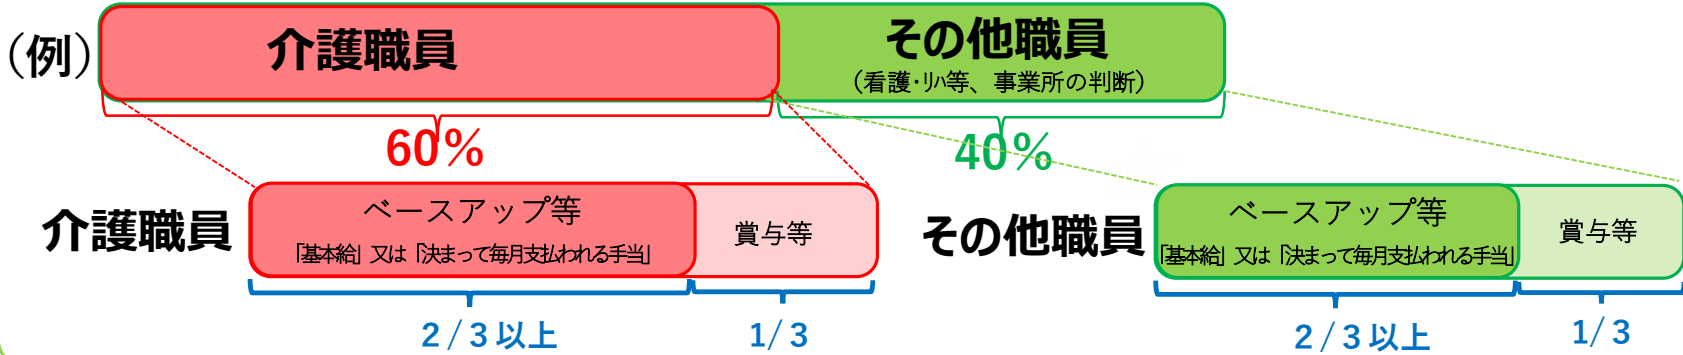 （例）
介護職員
その他職員
（看護・リハ等、事業所の判断）
60%
40%
介護職員
ベースアップ等
「基本給」又は「決まって毎月支払われる手当」
賞与等
2/3以上
1/3
その他職員
ベースアップ等
「基本給」又は「決まって毎月支払われる手当」
賞与等
2/3以上
1/3